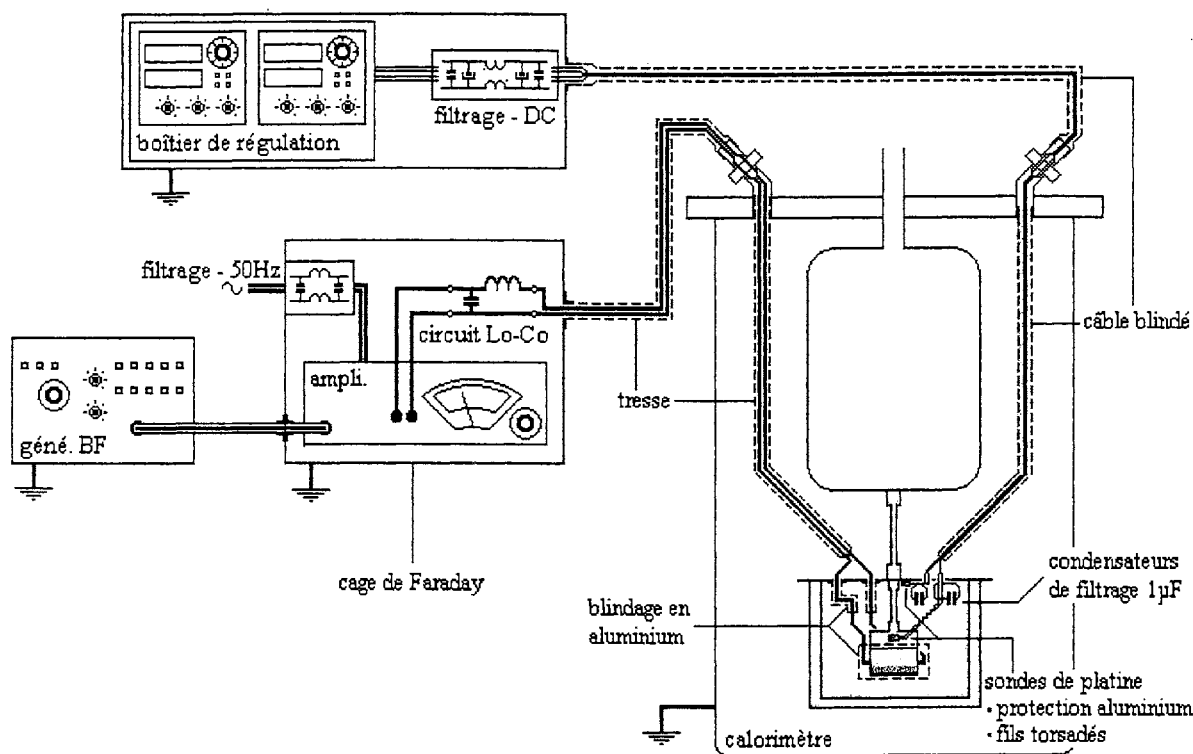 filtrage - DC
boîtier de régulation
filtrage - 50Hz
circuit Lo-Co
câble blindé
ampli.
tresse
géné. BF
cage de Faraday
condensateurs
de filtrage 1µF
blindage en
aluminium
sondes de platine
· protection aluminium
· fils torsadés
calorimètre